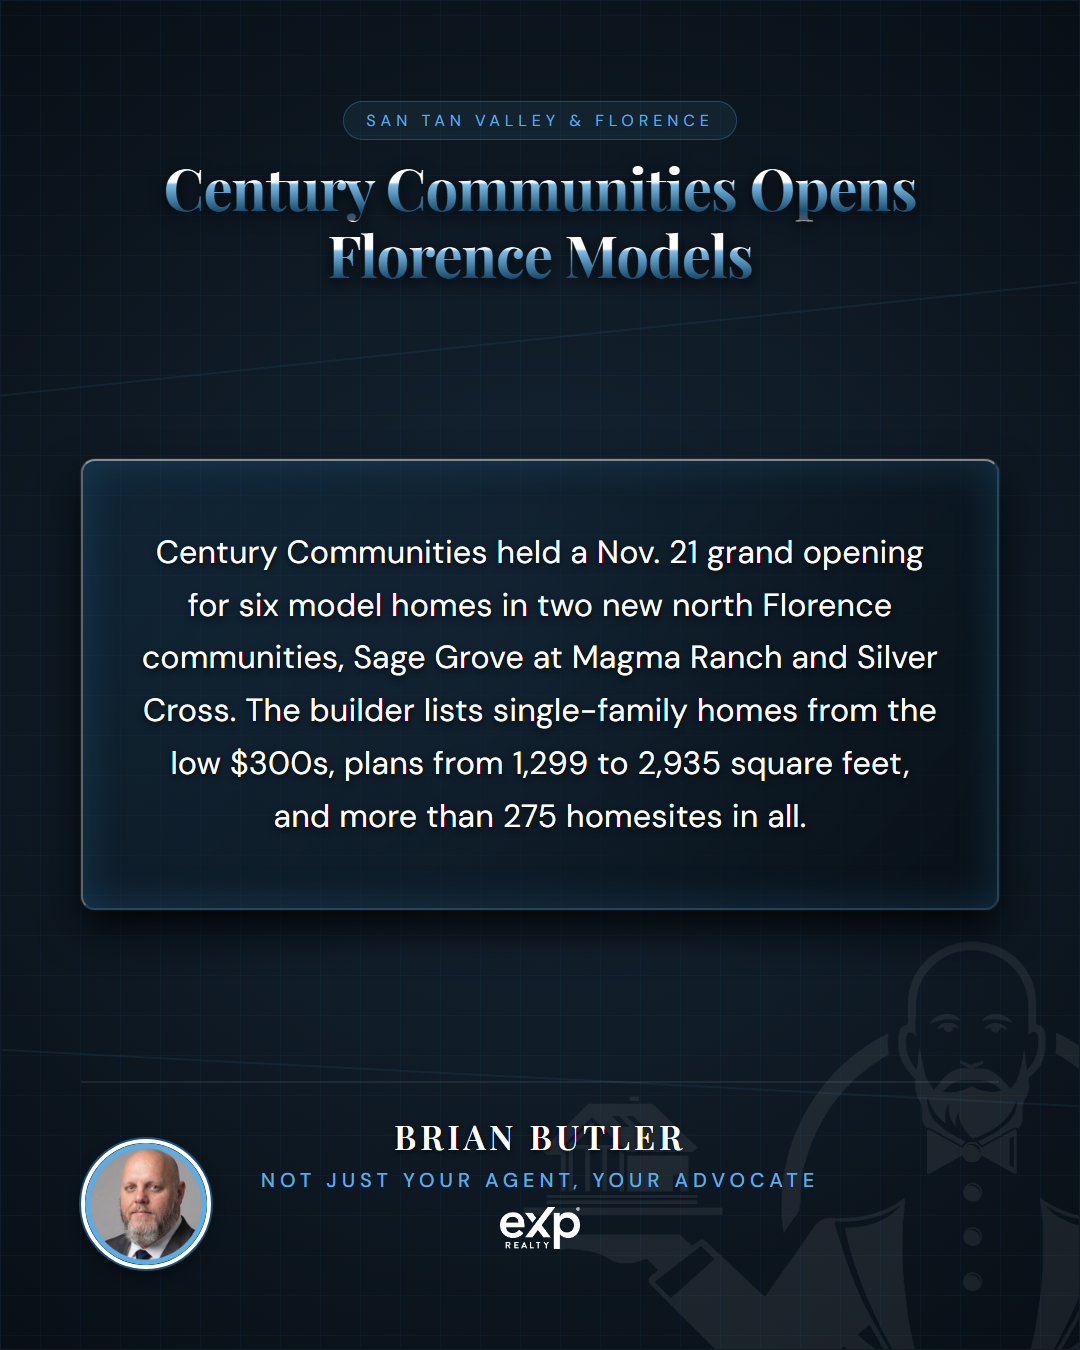 SAN TAN VALLEY & FLORENCE
Century Communities Opens
Florence Models
Century Communities held a Nov. 21 grand opening
for six model homes in two new north Florence
communities, Sage Grove at Magma Ranch and Silver
Cross. The builder lists single-family homes from the
low $300s, plans from 1,299 to 2,935 square feet,
and more than 275 homesites in all.
BRIAN BUTLER
NOT JUST YOUR AGENT, YOUR ADVOCATE
eXp
REALTY